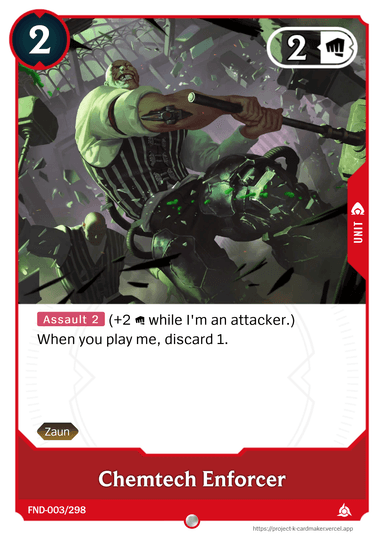 2
2
UNIT
Assault 2 (+2 while I'm an attacker.)
When you play me, discard 1.
Zaun
Chemtech Enforcer
FND-003/298
https://project-k-cardmaker.vercel.app